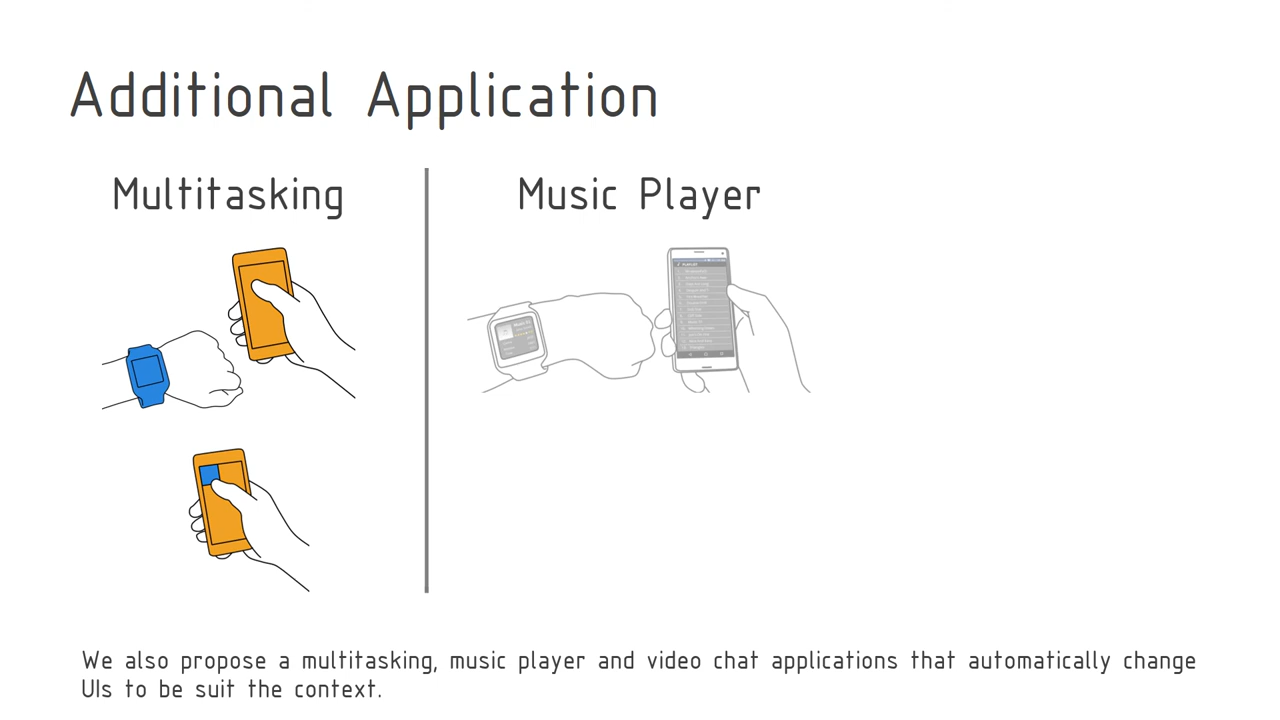 Additional Application
Multitasking
Music Player
We also propose a multitasking, music player and video chat applications that automatically change
UIs to be suit the context.